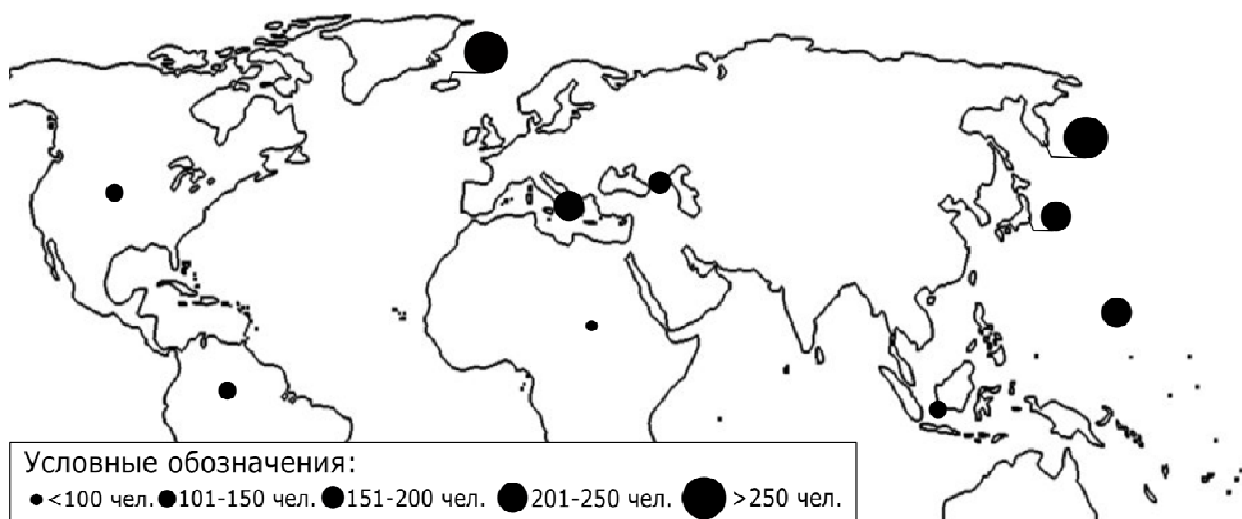 Условные обозначения:
<100 чел. 101-150 чел. 151-200 чел. 201-250 чел. >250 чел.